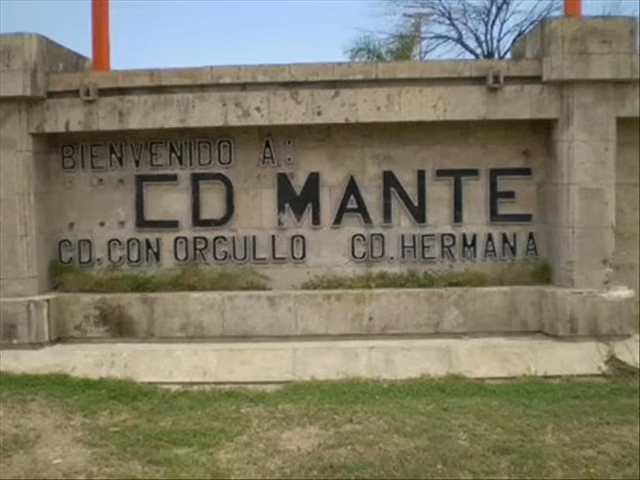 BIENVENIDO A:
CD MANTE
CD. CON ORGULLO CD. HERMANA